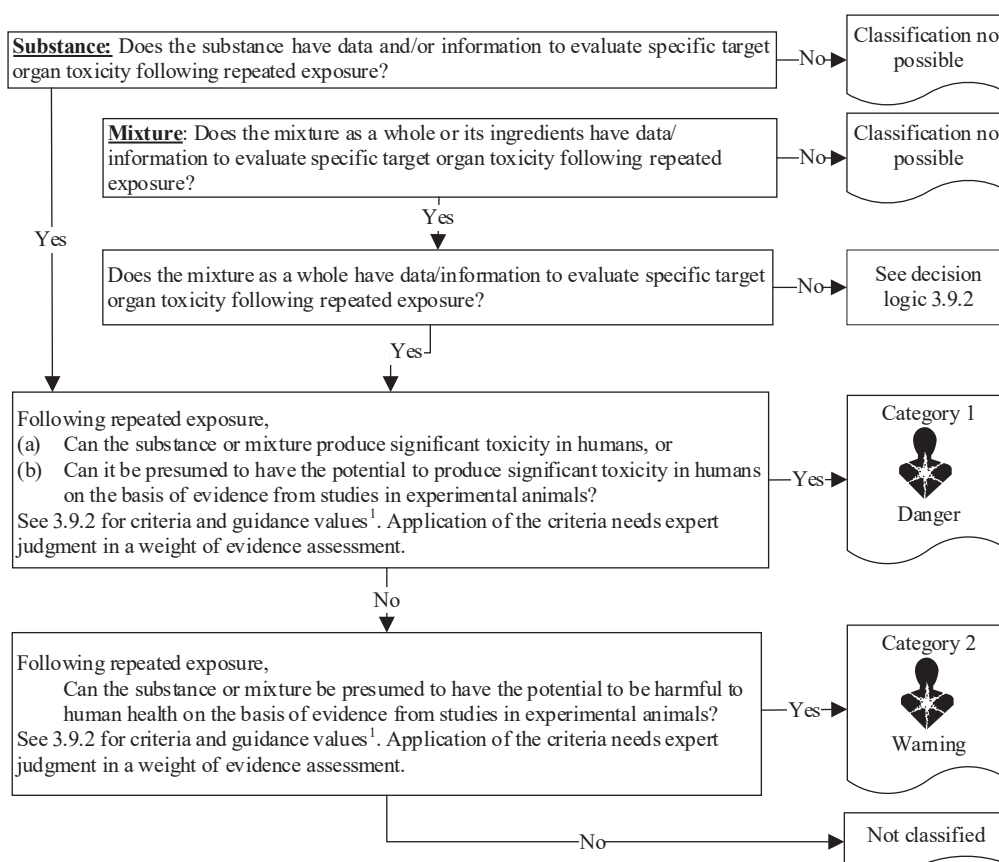 Substance: Does the substance have data and/or information to evaluate specific target
organ toxicity following repeated exposure?
No
Classification no
possible
Mixture: Does the mixture as a whole or its ingredients have data/
information to evaluate specific target organ toxicity following repeated
exposure?
No
Classification no
possible
Yes
Yes
Does the mixture as a whole have data/information to evaluate specific target
organ toxicity following repeated exposure?
No
See decision
logic 3.9.2
Yes
Following repeated exposure,
(a) Can the substance or mixture produce significant toxicity in humans, or
(b) Can it be presumed to have the potential to produce significant toxicity in humans
on the basis of evidence from studies in experimental animals?
See 3.9.2 for criteria and guidance values¹. Application of the criteria needs expert
judgment in a weight of evidence assessment.
Yes
Category 1
Danger
No
Following repeated exposure,
Can the substance or mixture be presumed to have the potential to be harmful to
human health on the basis of evidence from studies in experimental animals?
See 3.9.2 for criteria and guidance values¹. Application of the criteria needs expert
judgment in a weight of evidence assessment.
Yes
Category 2
Warning
No
Not classified